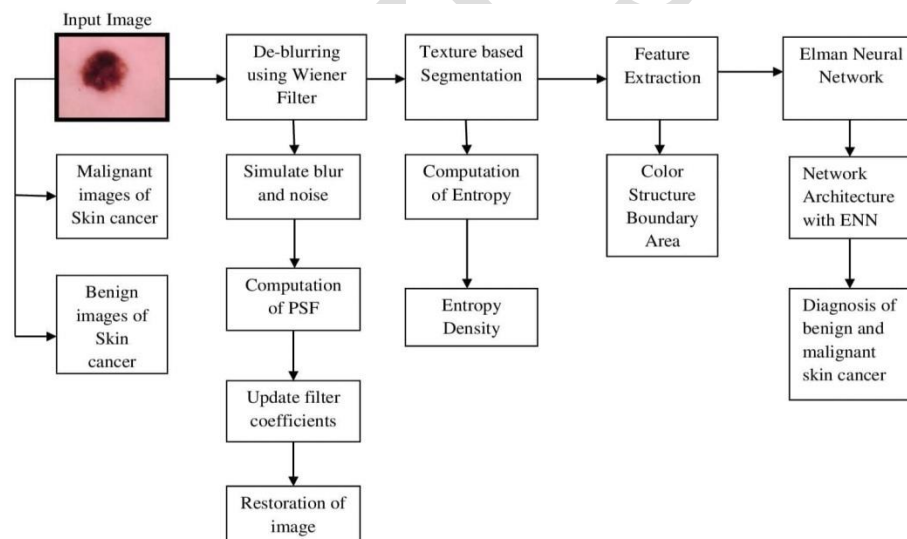 Input Image
De-blurring
using Wiener
Filter
Texture based
Segmentation
Feature
Extraction
Elman Neural
Network
Malignant
images of
Skin cancer
Simulate blur
and noise
Computation
of Entropy
Color
Structure
Boundary
Area
Network
Architecture
with ENN
Benign
images of
Skin
cancer
Computation
of PSF
Entropy
Density
Diagnosis of
benign and
malignant
skin cancer
Update filter
coefficients
Restoration of
image